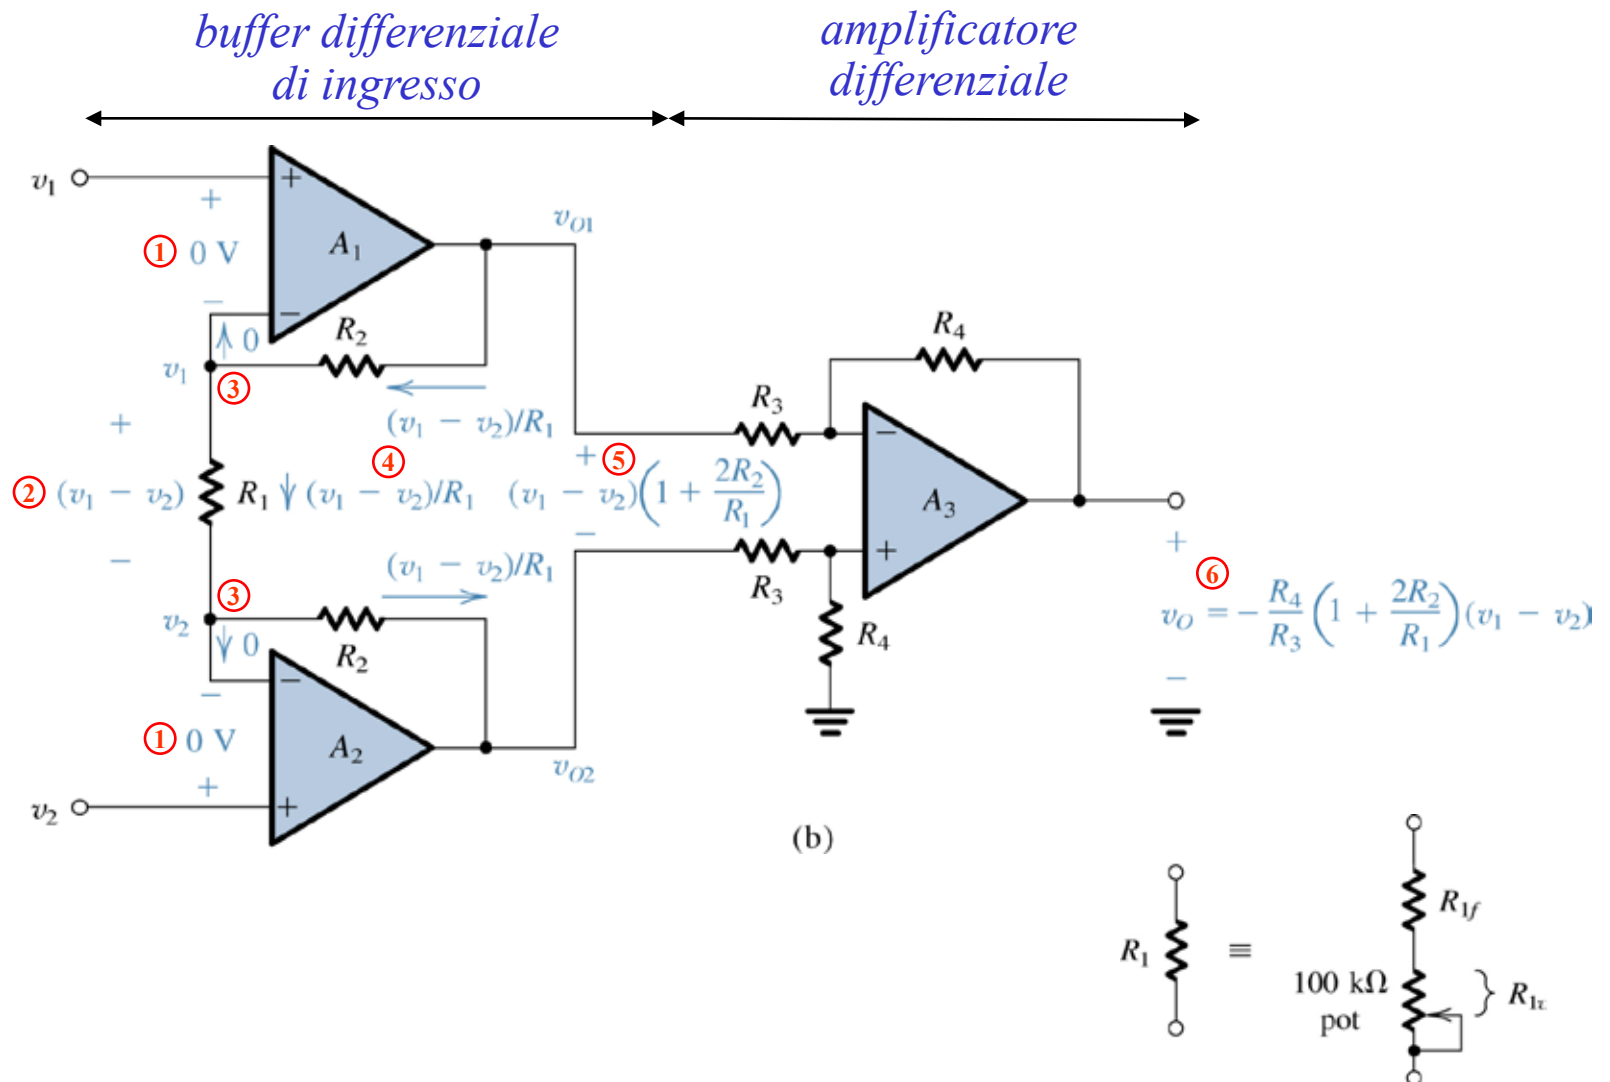 buffer differenziale
di ingresso
amplificatore
differenziale
v1
+
① 0 V
−
+
A1
−
0
vO1
R2
v1
③
(v1 − v2)/R1
+
② (v1 − v2)
−
R1
④
(v1 − v2)/R1
+ ⑤
(v1 − v2)(1 + 2R2/R1)
−
R3
R4
−
A3
+
R3
R4
+
⑥
vO = − R4/R3 (1 + 2R2/R1)(v1 − v2)
−
(v1 − v2)/R1
③
v2
0
R2
−
① 0 V
+
−
A2
+
vO2
v2
(b)
R1
≡
R1f
100 kΩ
pot
} R1v